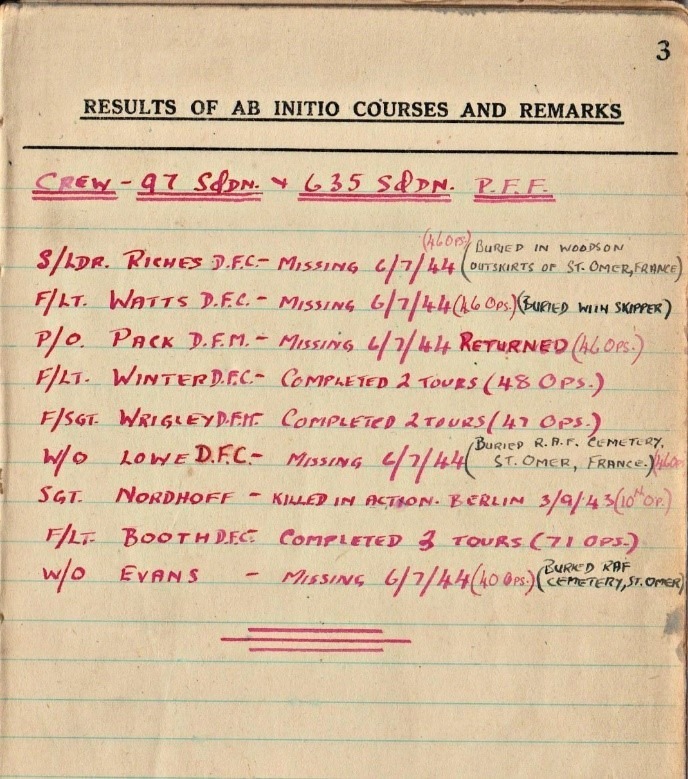 3
RESULTS OF AB INITIO COURSES AND REMARKS
CREW - 97 SQDN. & 635 SQDN. P.F.F.
S/LDR. RICHES D.F.C. - MISSING 6/7/44 (46 OPS.) (BURIED IN WOODS ON OUTSKIRTS OF ST. OMER, FRANCE)
F/LT. WATTS D.F.C. - MISSING 6/7/44 (46 OPS.) (BURIED WITH SKIPPER)
P/O. PACK D.F.M. - MISSING 6/7/44 RETURNED (46 OPS.)
F/LT. WINTER D.F.C - COMPLETED 2 TOURS (48 OPS.)
F/SGT. WRIGLEY D.F.M. COMPLETED 2 TOURS (47 OPS.)
W/O LOWE D.F.C. - MISSING 6/7/44 (BURIED R.A.F. CEMETERY, ST. OMER, FRANCE.) (46 OPS
SGT. NORDHOFF - KILLED IN ACTION. BERLIN 3/9/43 (10TH OP.)
F/LT. BOOTH D.F.C. COMPLETED 3 TOURS (71 OPS.)
W/O EVANS - MISSING 6/7/44 (40 OPS.) (BURIED RAF CEMETERY, ST. OMER)